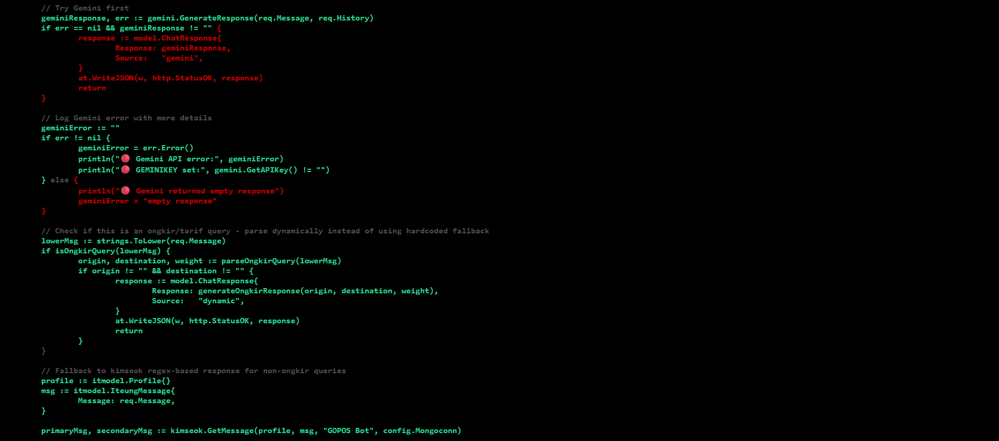 // Try Gemini first
geminiResponse, err := gemini.GenerateResponse(req.Message, req.History)
if err == nil && geminiResponse != "" {
response := model.ChatResponse{
Response: geminiResponse,
Source:   "gemini",
}
at.WriteJSON(w, http.StatusOK, response)
return
}
// Log Gemini error with more details
geminiError := ""
if err != nil {
geminiError = err.Error()
println("🔴 Gemini API error:", geminiError)
println("🔴 GEMINIKEY set:", gemini.GetAPIKey() != "")
} else {
println("🔴 Gemini returned empty response")
geminiError = "empty response"
}
// Check if this is an ongkir/tarif query - parse dynamically instead of using hardcoded fallback
lowerMsg := strings.ToLower(req.Message)
if isOngkirQuery(lowerMsg) {
origin, destination, weight := parseOngkirQuery(lowerMsg)
if origin != "" && destination != "" {
response := model.ChatResponse{
Response: generateOngkirResponse(origin, destination, weight),
Source:   "dynamic",
}
at.WriteJSON(w, http.StatusOK, response)
return
}
}
// Fallback to kimseok regex-based response for non-ongkir queries
profile := itmodel.Profile{}
msg := itmodel.IteungMessage{
Message: req.Message,
}
primaryMsg, secondaryMsg := kimseok.GetMessage(profile, msg, "GOPOS Bot", config.Mongoconn)